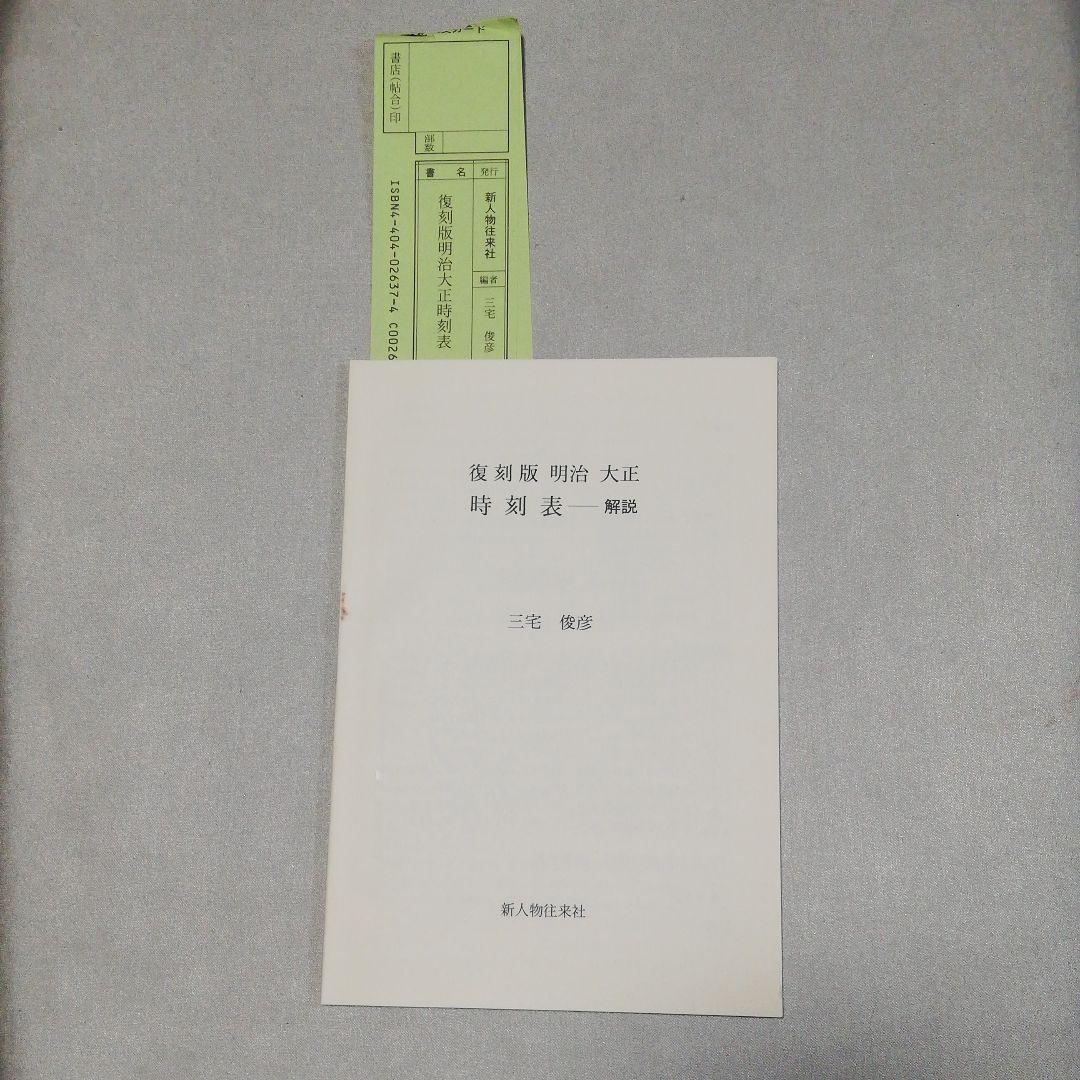 書店(帖合)印
部数
発行
新人物往来社
編者
三宅 俊彦
書名
復刻版明治大正時刻表
ISBN4-404-02637-4 C0026
復刻版 明治 大正
時刻表——解説
三宅 俊彦
新人物往来社